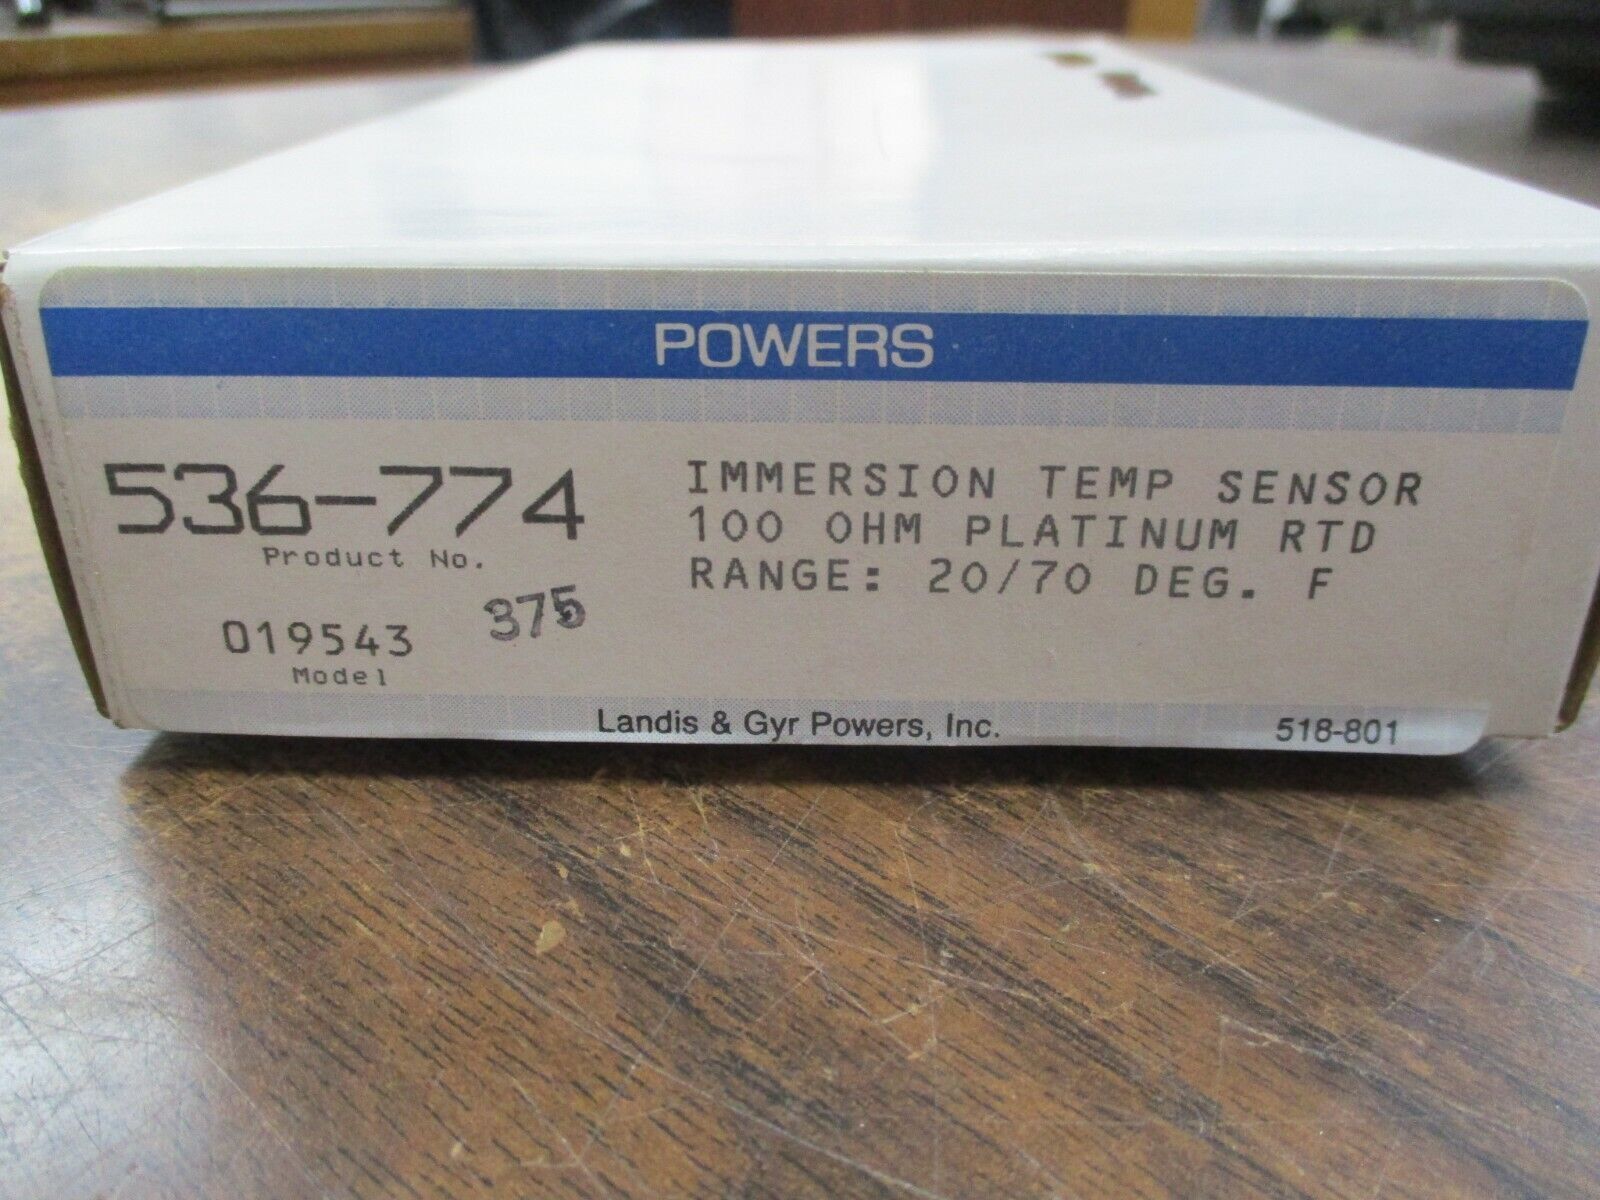 POWERS
536-774
Product No.
019543
Model
375
IMMERSION TEMP SENSOR
100 OHM PLATINUM RTD
RANGE: 20/70 DEG. F
Landis & Gyr Powers, Inc.
518-801